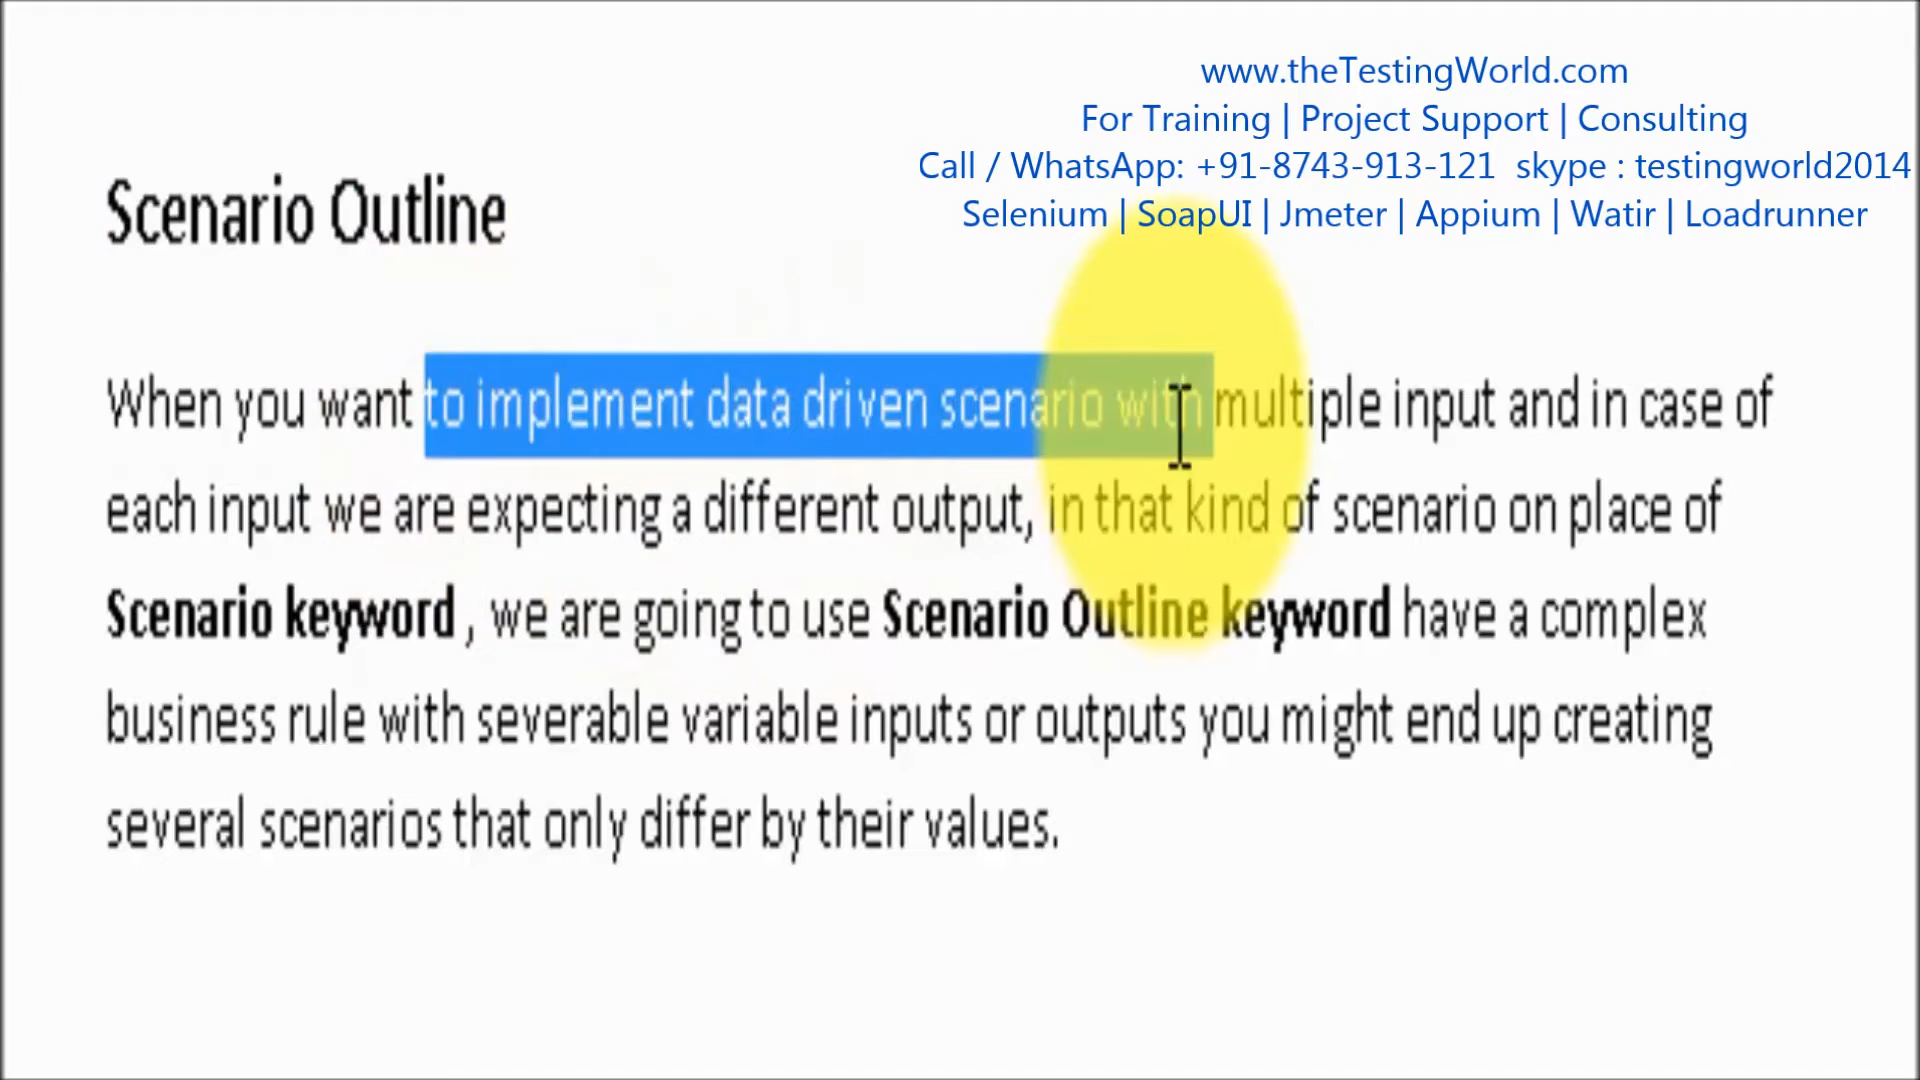 www.theTestingWorld.com
For Training | Project Support | Consulting
Call / WhatsApp: +91-8743-913-121 skype : testingworld2014
Selenium | SoapUI | Jmeter | Appium | Watir | Loadrunner
Scenario Outline
When you want to implement data driven scenario with multiple input and in case of
each input we are expecting a different output, in that kind of scenario on place of
Scenario keyword , we are going to use Scenario Outline keyword have a complex
business rule with severable variable inputs or outputs you might end up creating
several scenarios that only differ by their values.